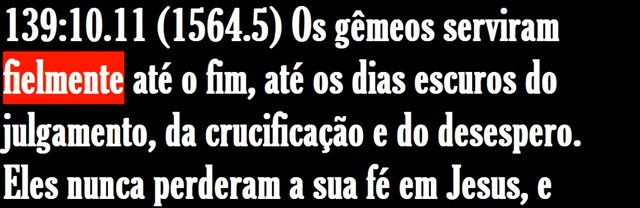 139:10.11 (1564.5) Os gêmeos serviram
fielmente até o fim, até os dias escuros do
julgamento, da crucificação e do desespero.
Eles nunca perderam a sua fé em Jesus, e